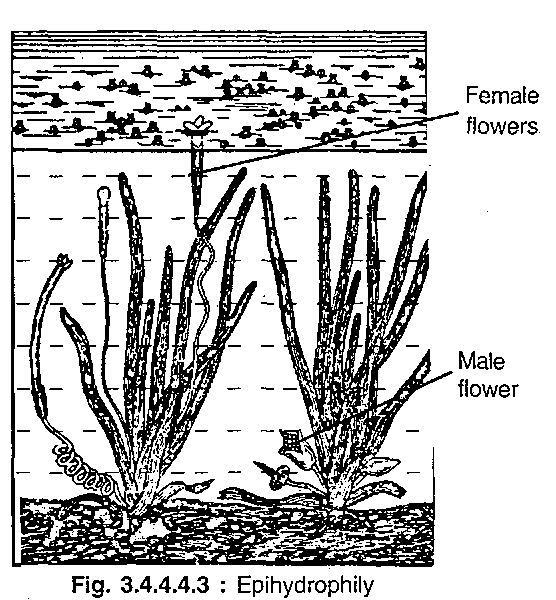 Female
flowers
Male
flower
Fig. 3.4.4.4.3 : Epihydrophily